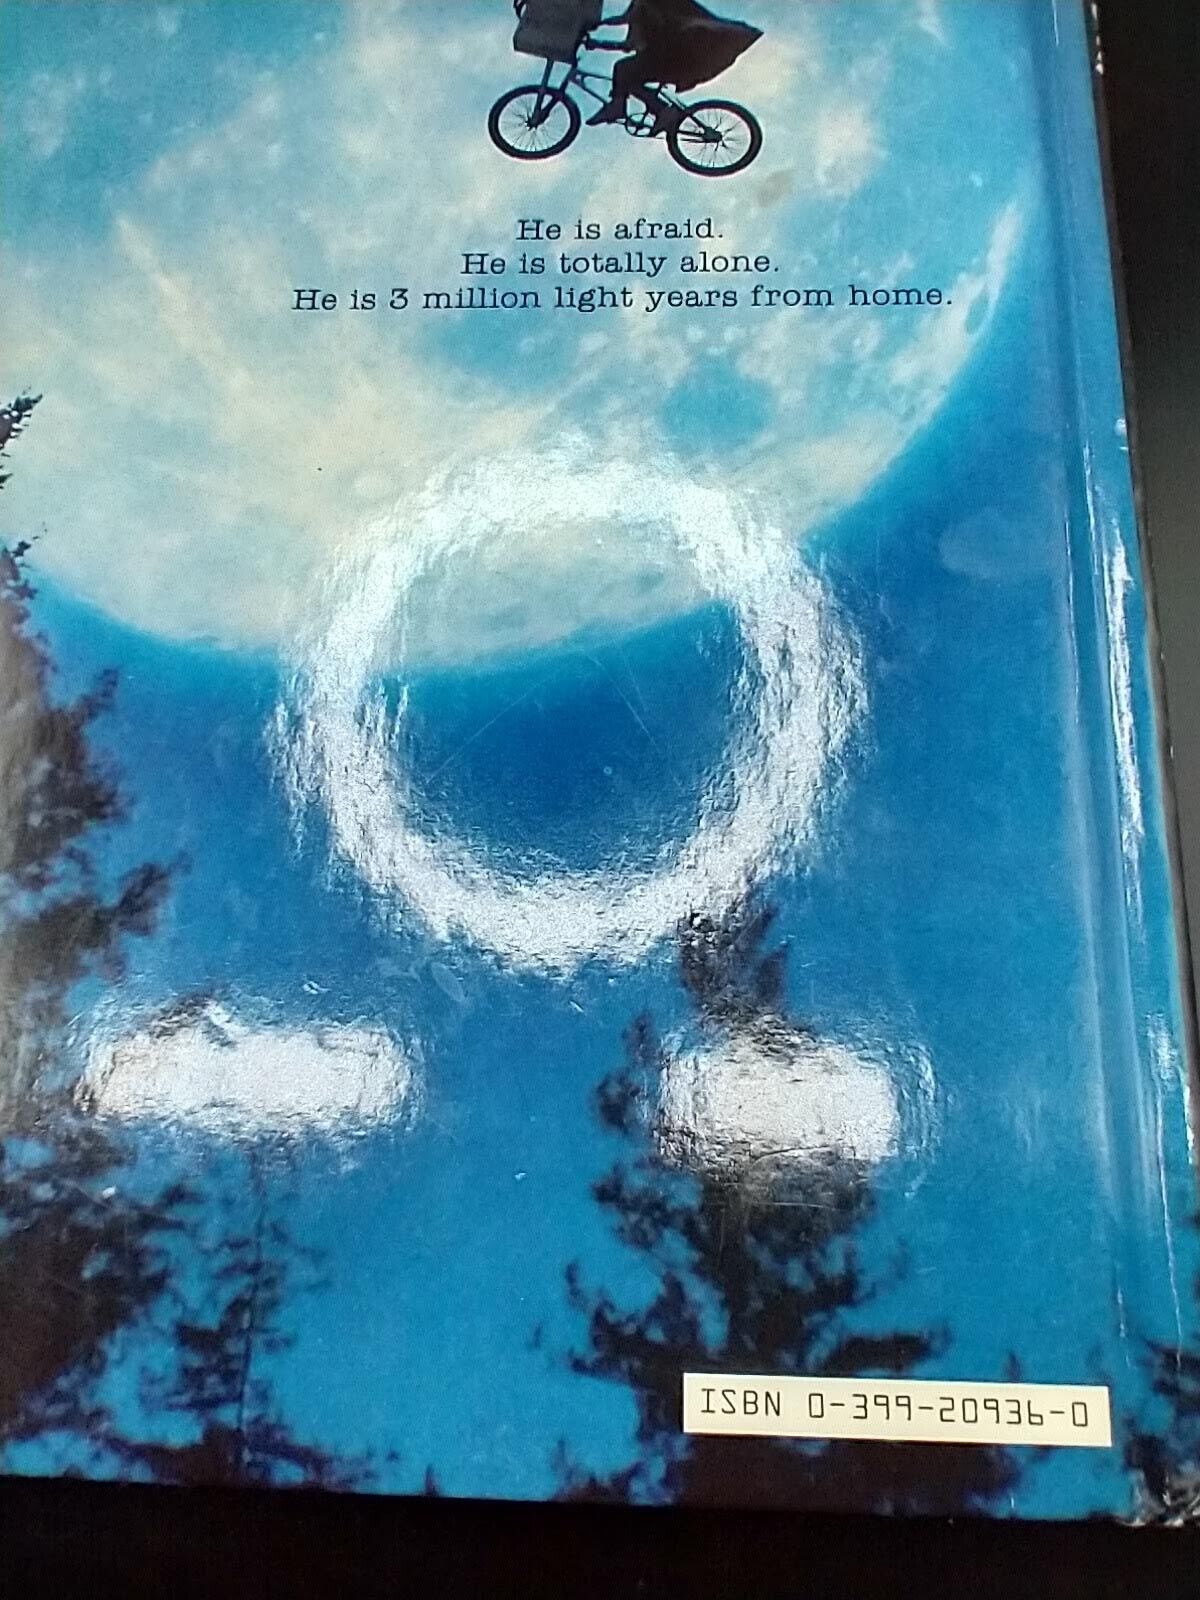 He is afraid.
He is totally alone.
He is 3 million light years from home.
ISBN 0-399-20936-0